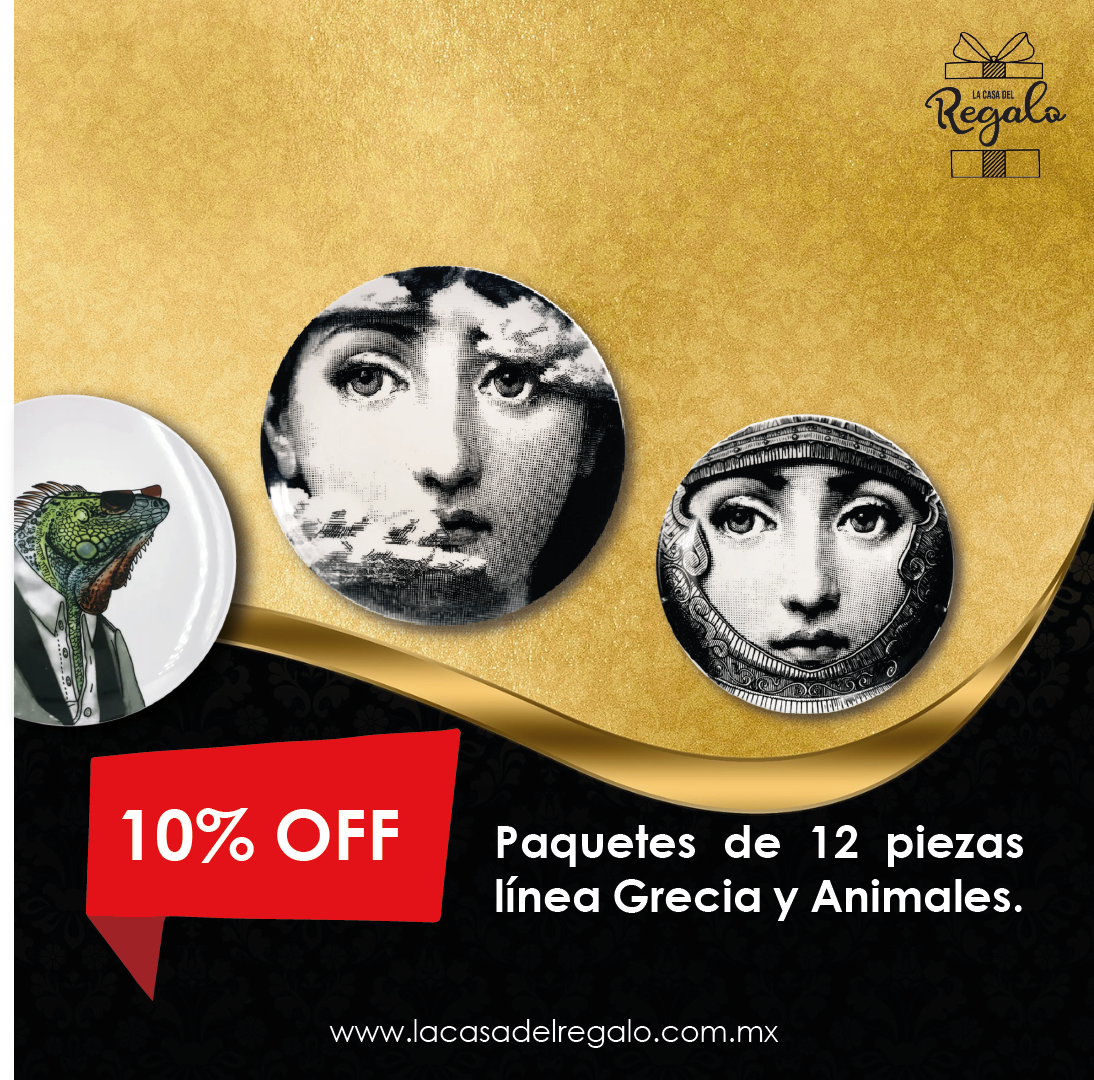 LA CASA DEL
Regalo
10% OFF
Paquetes de 12 piezas
línea Grecia y Animales.
www.lacasadelregalo.com.mx